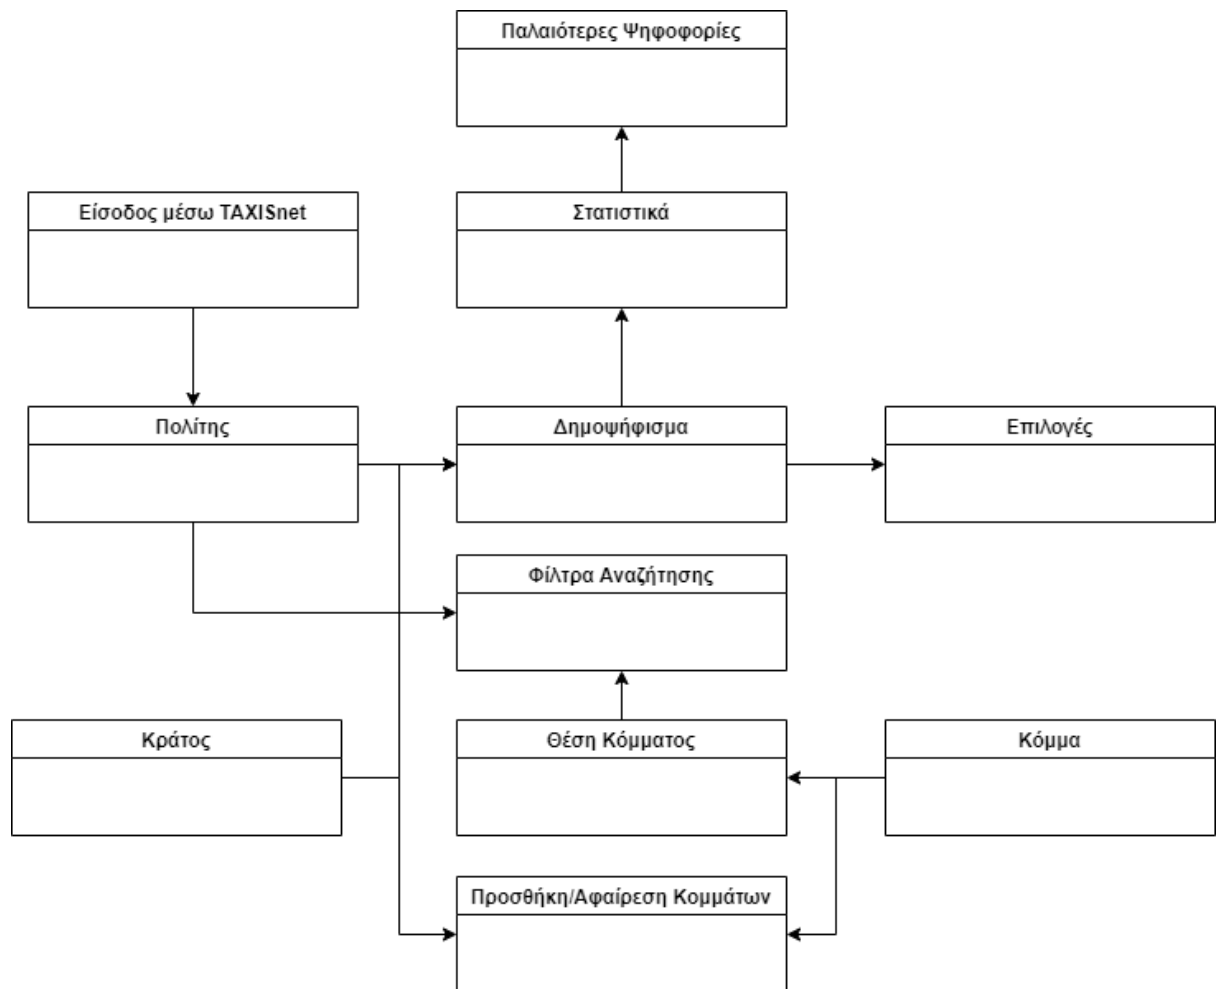 Παλαιότερες Ψηφοφορίες
Είσοδος μέσω TAXISnet
Στατιστικά
Πολίτης
Δημοψήφισμα
Επιλογές
Φίλτρα Αναζήτησης
Κράτος
Θέση Κόμματος
Κόμμα
Προσθήκη/Αφαίρεση Κομμάτων